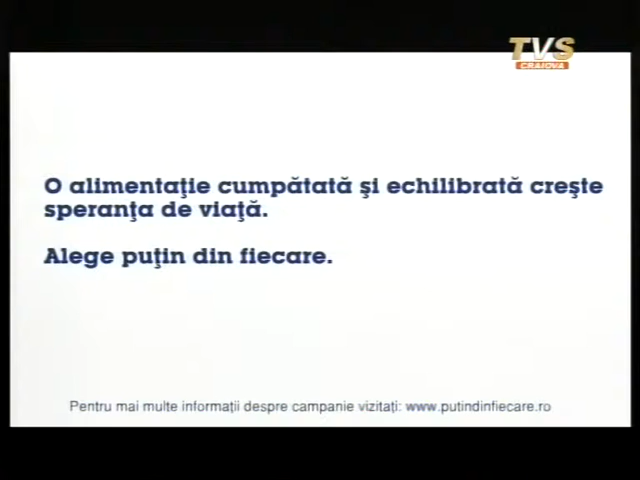 TVS
CRAIOVA
O alimentaţie cumpătată şi echilibrată creşte
speranţa de viaţă.
Alege puţin din fiecare.
Pentru mai multe informaţii despre campanie vizitaţi: www.putindinfiecare.ro